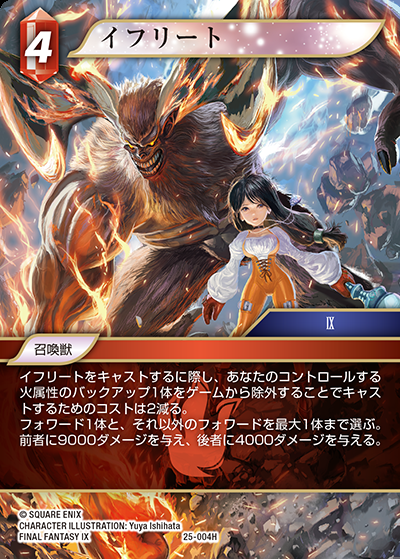 4
イフリート
IX
召喚獣
イフリートをキャストするに際し、あなたのコントロールする
火属性のバックアップ1体をゲームから除外することでキャス
トするためのコストは2減る。
フォワード1体と、それ以外のフォワードを最大1体まで選ぶ。
前者に9000ダメージを与え、後者に4000ダメージを与える。
© SQUARE ENIX
CHARACTER ILLUSTRATION: Yuya Ishihata
FINAL FANTASY IX
25-004H